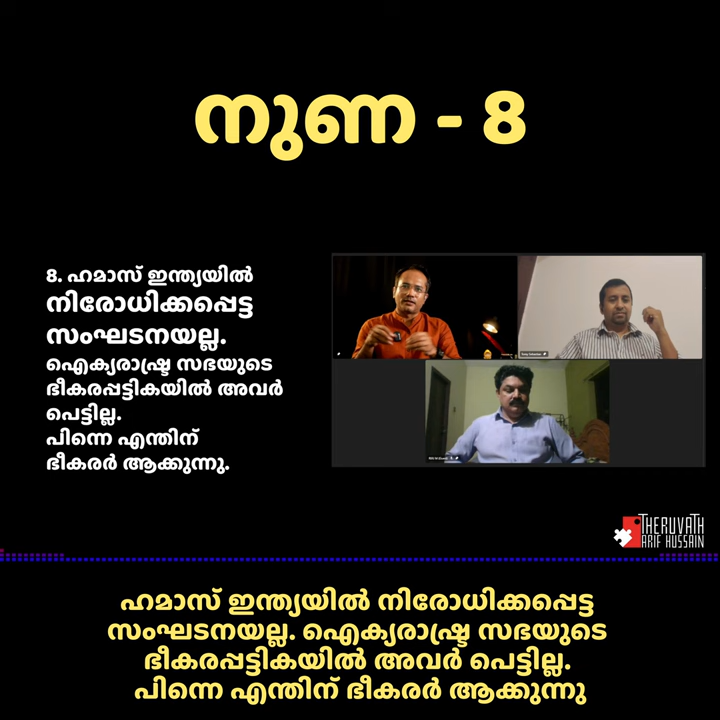 നുണ - 8
8. ഹമാസ് ഇന്ത്യയിൽ
നിരോധിക്കപ്പെട്ട
സംഘടനയല്ല.
ഐക്യരാഷ്ട്ര സഭയുടെ
ഭീകരപ്പട്ടികയിൽ അവർ
പെട്ടില്ല.
പിന്നെ എന്തിന്
ഭീകരർ ആക്കുന്നു.
THERUVATH
ARIF HUSSAIN
ഹമാസ് ഇന്ത്യയിൽ നിരോധിക്കപ്പെട്ട
സംഘടനയല്ല. ഐക്യരാഷ്ട്ര സഭയുടെ
ഭീകരപ്പട്ടികയിൽ അവർ പെട്ടില്ല.
പിന്നെ എന്തിന് ഭീകരർ ആക്കുന്നു